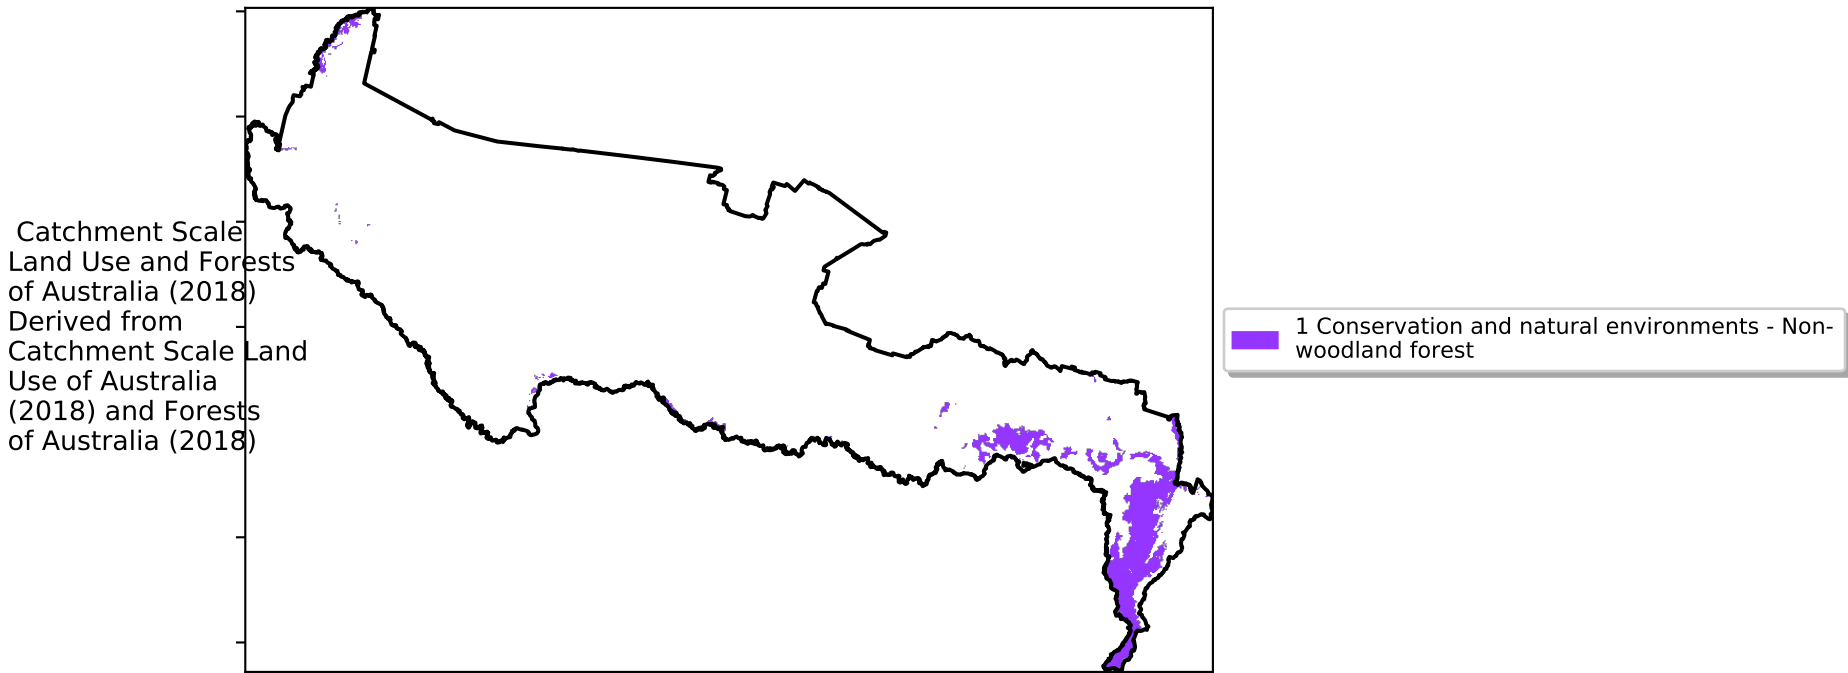 Catchment Scale
Land Use and Forests
of Australia (2018)
Derived from
Catchment Scale Land
Use of Australia
(2018) and Forests
of Australia (2018)
1 Conservation and natural environments - Non-
woodland forest